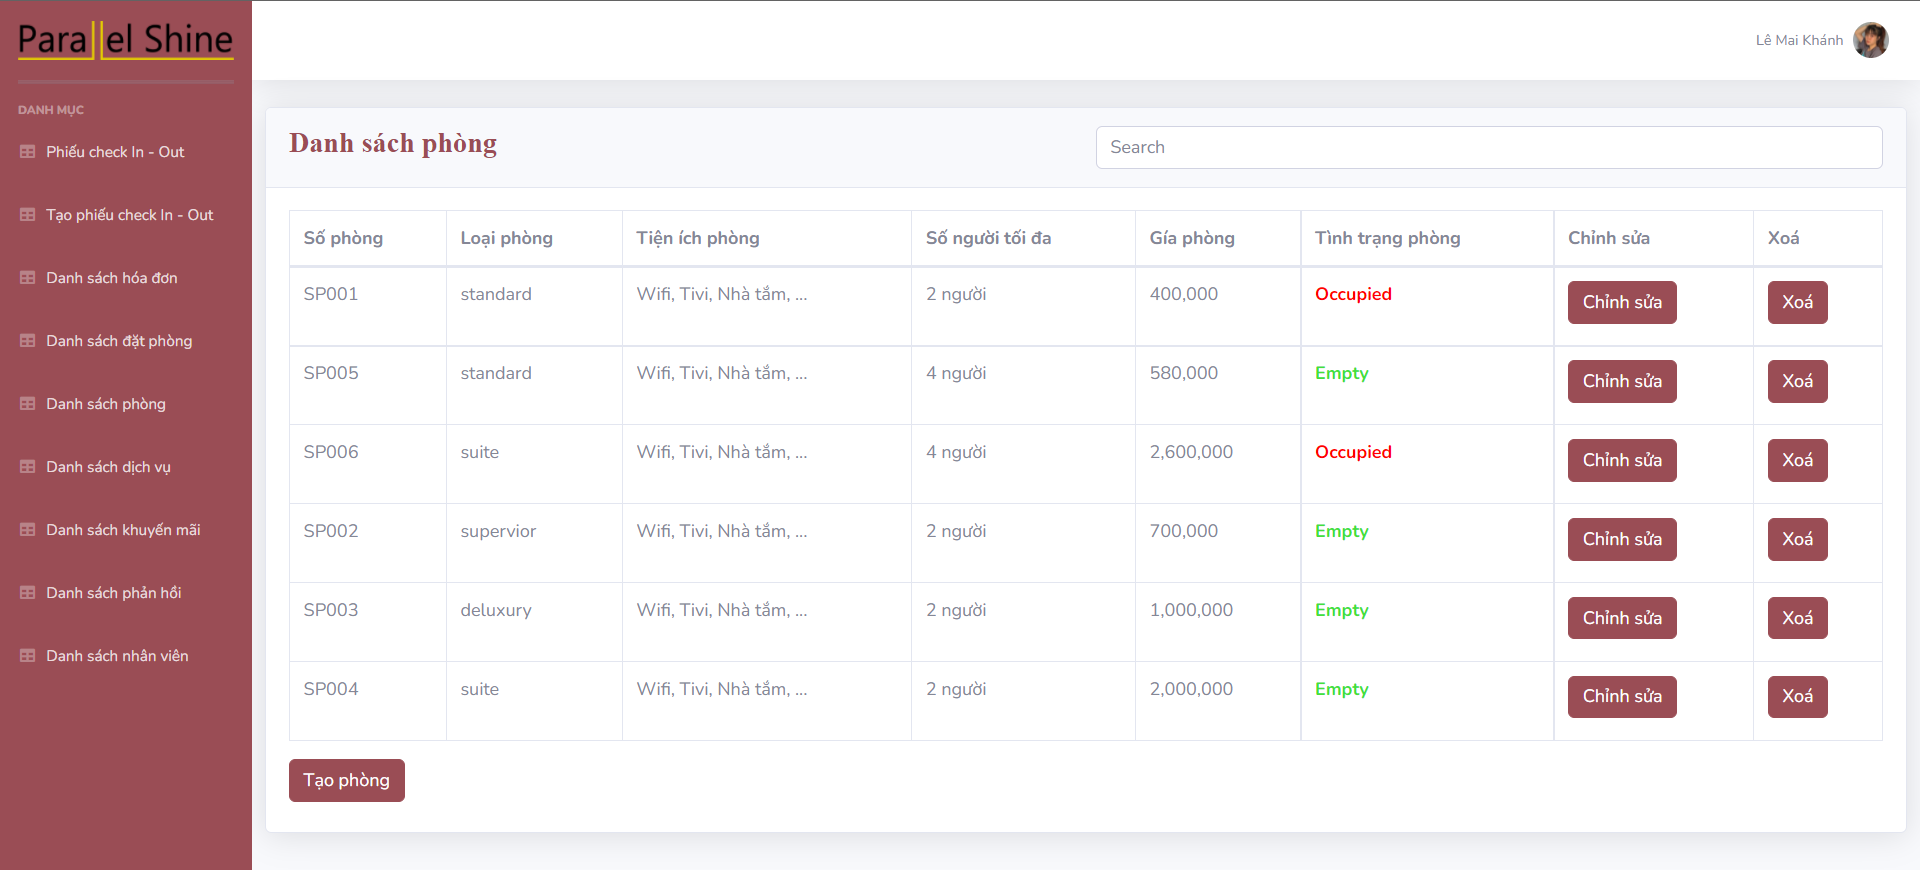 Parallel Shine
Lê Mai Khánh
DANH MỤC
Phiếu check In - Out
Tạo phiếu check In - Out
Danh sách hóa đơn
Danh sách đặt phòng
Danh sách phòng
Danh sách dịch vụ
Danh sách khuyến mãi
Danh sách phản hồi
Danh sách nhân viên
Danh sách phòng
Search
Số phòng Loại phòng Tiện ích phòng Số người tối đa Gía phòng Tình trạng phòng Chỉnh sửa Xoá
SP001 standard Wifi, Tivi, Nhà tắm, ... 2 người 400,000 Occupied Chỉnh sửa Xoá
SP005 standard Wifi, Tivi, Nhà tắm, ... 4 người 580,000 Empty Chỉnh sửa Xoá
SP006 suite Wifi, Tivi, Nhà tắm, ... 4 người 2,600,000 Occupied Chỉnh sửa Xoá
SP002 supervior Wifi, Tivi, Nhà tắm, ... 2 người 700,000 Empty Chỉnh sửa Xoá
SP003 deluxury Wifi, Tivi, Nhà tắm, ... 2 người 1,000,000 Empty Chỉnh sửa Xoá
SP004 suite Wifi, Tivi, Nhà tắm, ... 2 người 2,000,000 Empty Chỉnh sửa Xoá
Tạo phòng